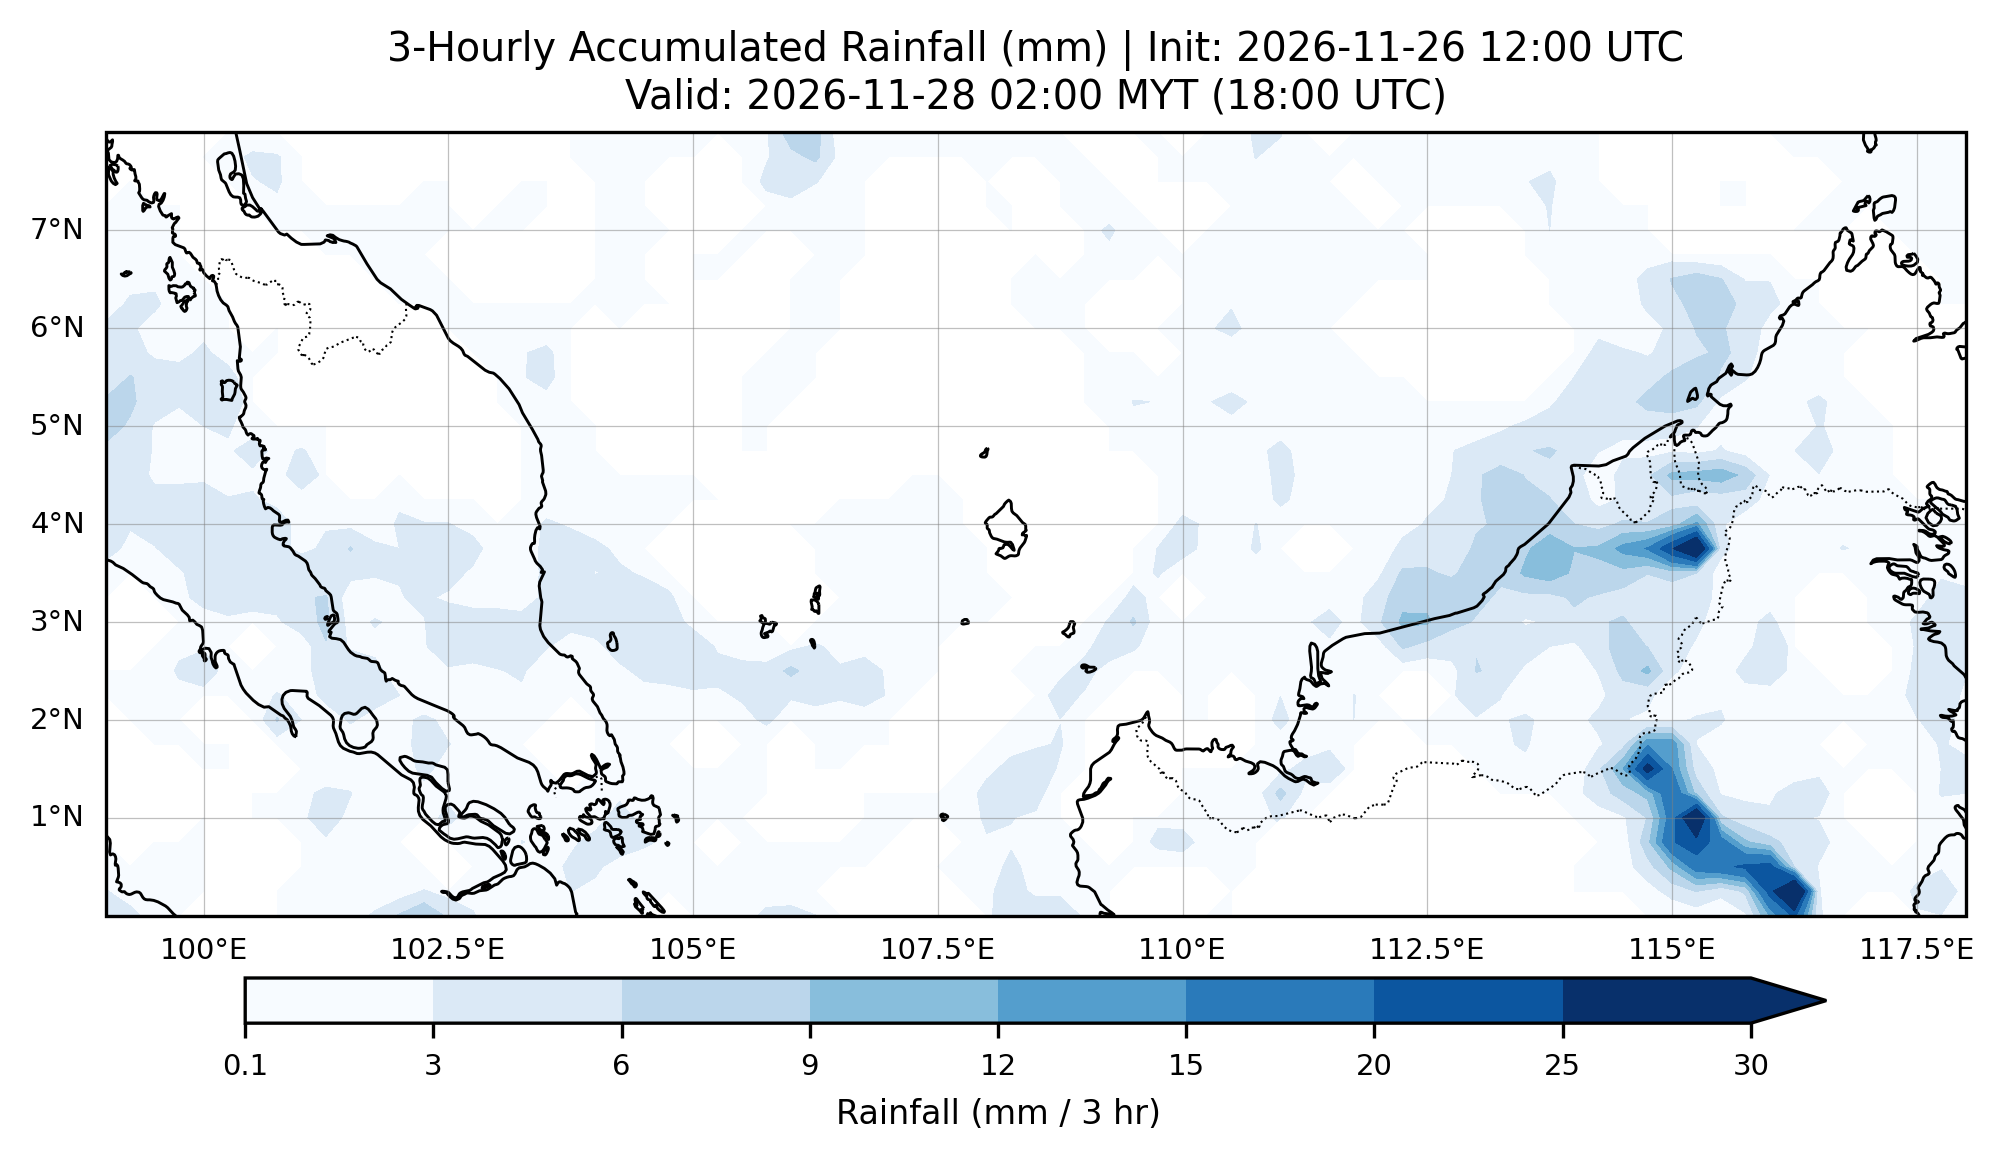 3-Hourly Accumulated Rainfall (mm) | Init: 2026-11-26 12:00 UTC
Valid: 2026-11-28 02:00 MYT (18:00 UTC)
7°N
6°N
5°N
4°N
3°N
2°N
1°N
100°E 102.5°E 105°E 107.5°E 110°E 112.5°E 115°E 117.5°E
0.1 3 6 9 12 15 20 25 30
Rainfall (mm / 3 hr)